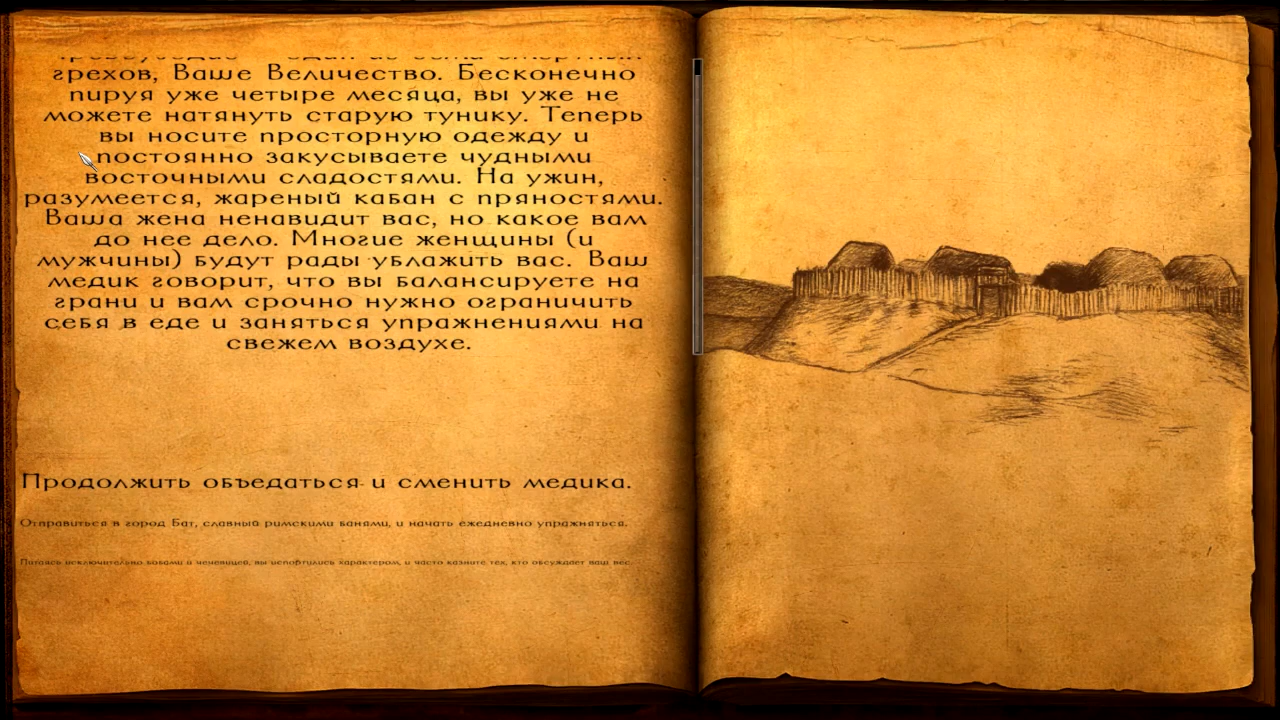 грехов, Ваше Величество. Бесконечно
пируя уже четыре месяца, вы уже не
можете натянуть старую тунику. Теперь
вы носите просторную одежду и
постоянно закусываете чудными
восточными сладостями. На ужин,
разумеется, жареный кабан с пряностями.
Ваша жена ненавидит вас, но какое вам
до нее дело. Многие женщины (и
мужчины) будут рады ублажить вас. Ваш
медик говорит, что вы балансируете на
грани и вам срочно нужно ограничить
себя в еде и заняться упражнениями на
свежем воздухе.
Продолжить объедаться и сменить медика.
Отправиться в город Бат, славный римскими банями, и начать ежедневно упражняться.
Питаясь исключительно бобами и чечевицей, вы испортились характером, и часто казните тех, кто обсуждает ваш вес.